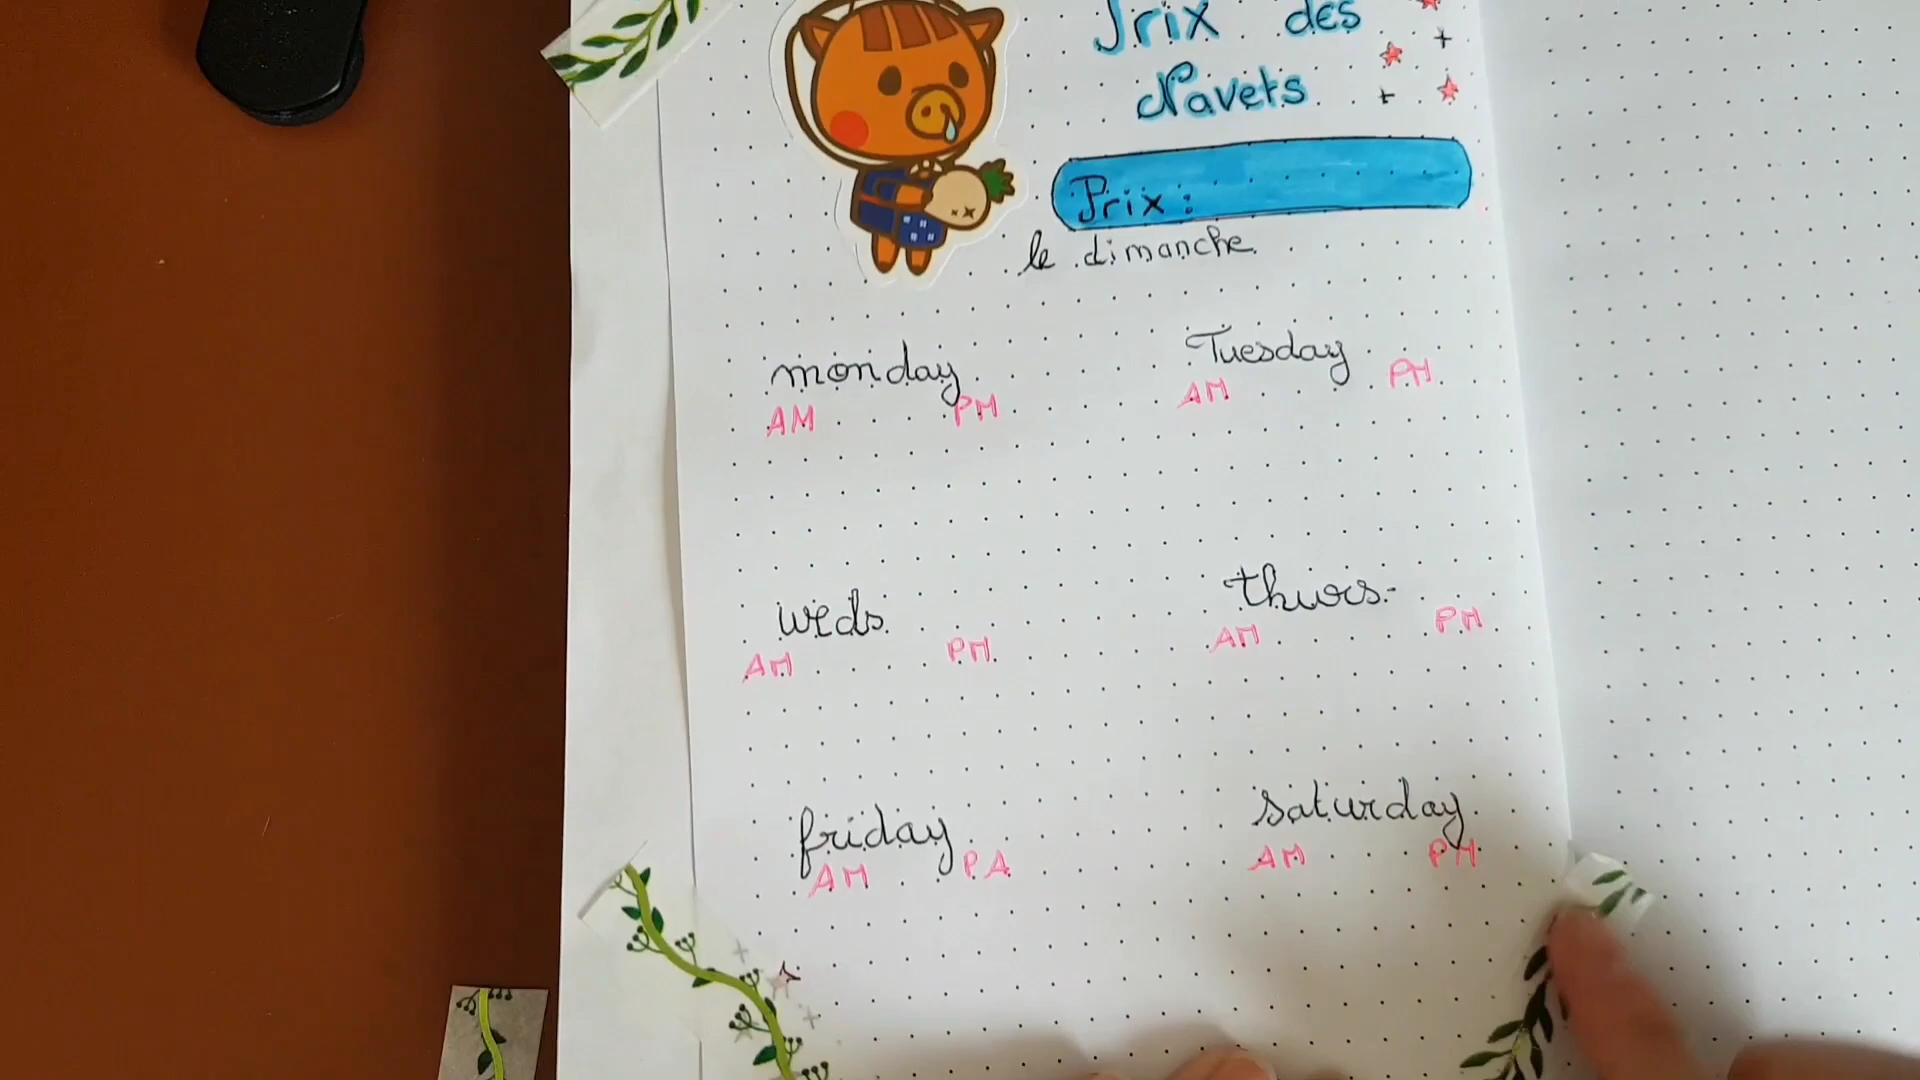 Prix des
Navets
Prix :
le dimanche
monday
AM PM
Tuesday
AM PM
weds
AM PM
thurs-
AM PM
friday
AM PA
saturday
AM PM